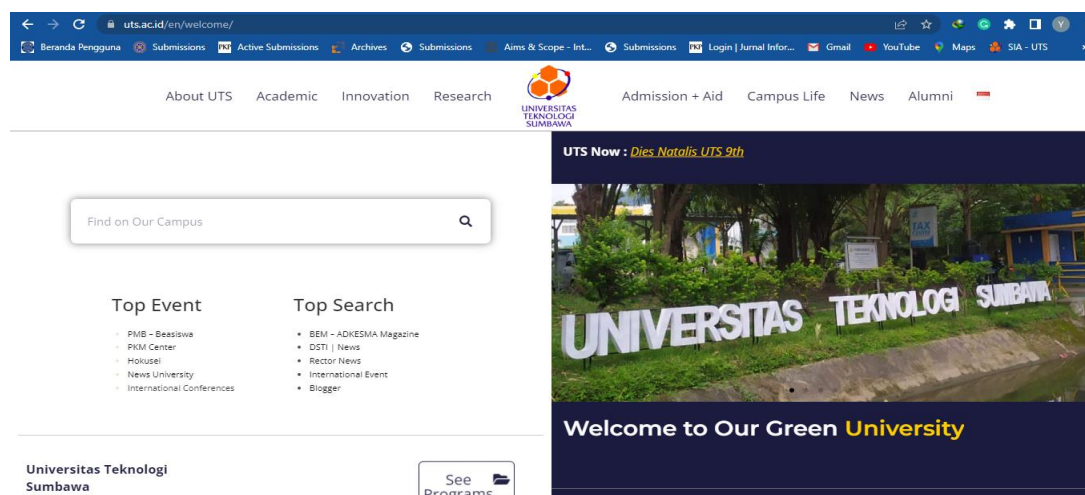 uts.ac.id/en/welcome/
Beranda Pengguna Submissions PKP Active Submissions Archives Submissions Aims & Scope - Int... Submissions PKP Login | Jurnal Infor... Gmail YouTube Maps SIA - UTS
About UTS Academic Innovation Research
UNIVERSITAS
TEKNOLOGI
SUMBAWA
Admission + Aid Campus Life News Alumni
Find on Our Campus
Top Event
PMB – Beasiswa
PKM Center
Hokusei
News University
International Conferences
Top Search
BEM – ADKESMA Magazine
DSTI | News
Rector News
International Event
Blogger
Universitas Teknologi
Sumbawa
See
Programs
UTS Now : Dies Natalis UTS 9th
TAX
UNIVERSITAS TEKNOLOGI SUMBAWA
Welcome to Our Green University